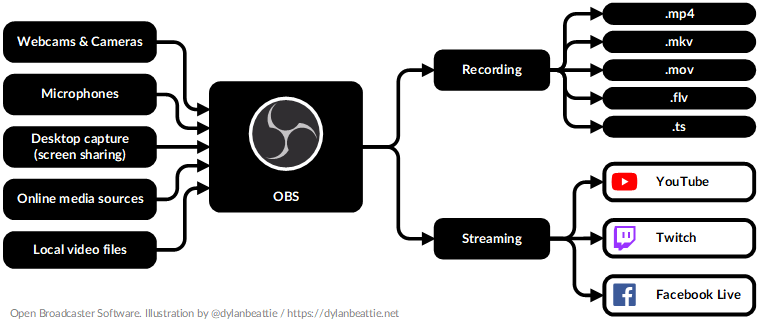 Webcams & Cameras
Microphones
Desktop capture
(screen sharing)
Online media sources
Local video files
OBS
Recording
Streaming
.mp4
.mkv
.mov
.flv
.ts
YouTube
Twitch
Facebook Live
Open Broadcaster Software. Illustration by @dylanbeattie / https://dylanbeattie.net